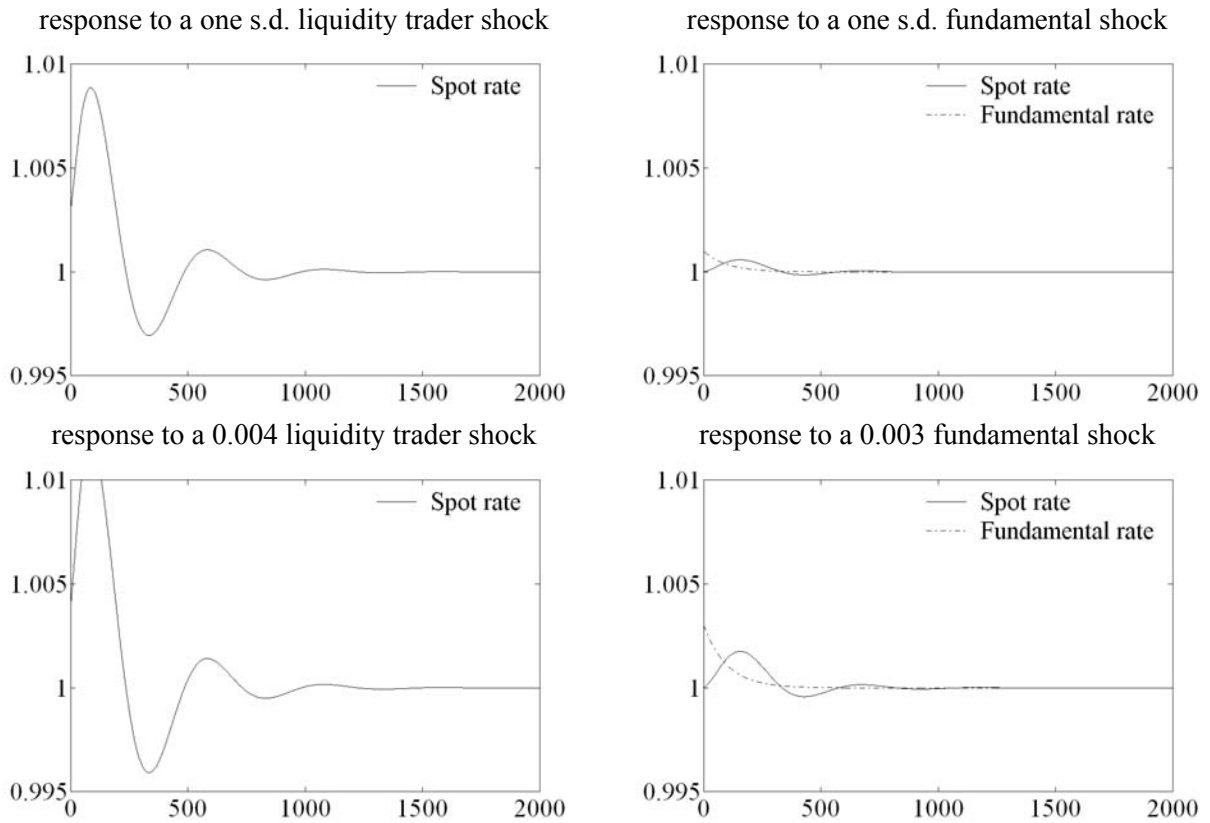 response to a one s.d. liquidity trader shock
1.01
Spot rate
1.005
1
0.995
0 500 1000 1500 2000
response to a one s.d. fundamental shock
1.01
Spot rate
Fundamental rate
1.005
1
0.995
0 500 1000 1500 2000
response to a 0.004 liquidity trader shock
1.01
Spot rate
1.005
1
0.995
0 500 1000 1500 2000
response to a 0.003 fundamental shock
1.01
Spot rate
Fundamental rate
1.005
1
0.995
0 500 1000 1500 2000